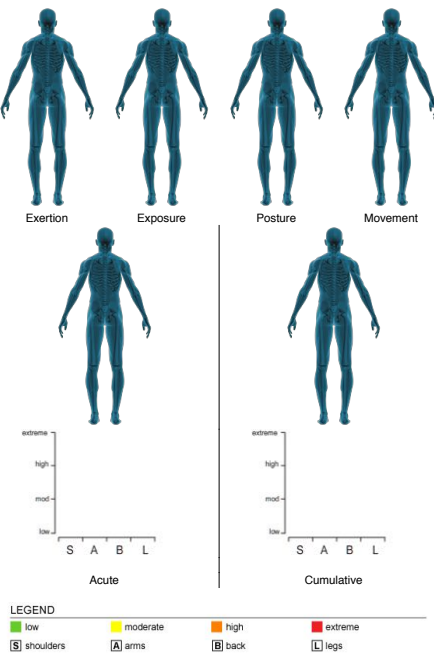 Exertion Exposure Posture Movement
extreme extreme
high high
mod mod
low low
S A B L S A B L
Acute Cumulative
LEGEND
low moderate high extreme
S shoulders A arms B back L legs